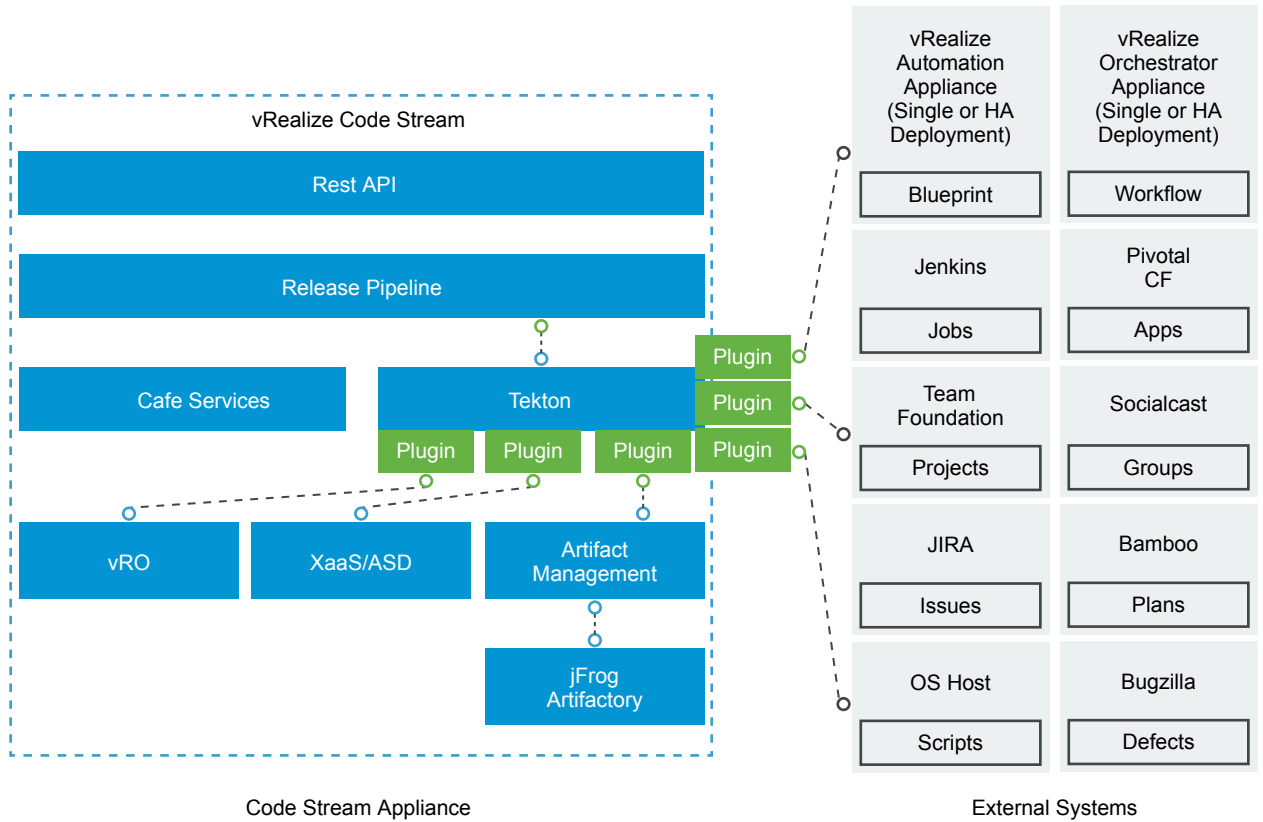 vRealize Code Stream
Rest API
Release Pipeline
Cafe Services
Tekton
Plugin
Plugin
Plugin
Plugin
Plugin
Plugin
vRO
XaaS/ASD
Artifact
Management
jFrog
Artifactory
Code Stream Appliance
vRealize
Automation
Appliance
(Single or HA
Deployment)
Blueprint
vRealize
Orchestrator
Appliance
(Single or HA
Deployment)
Workflow
Jenkins
Jobs
Pivotal
CF
Apps
Team
Foundation
Projects
Socialcast
Groups
JIRA
Issues
Bamboo
Plans
OS Host
Scripts
Bugzilla
Defects
External Systems